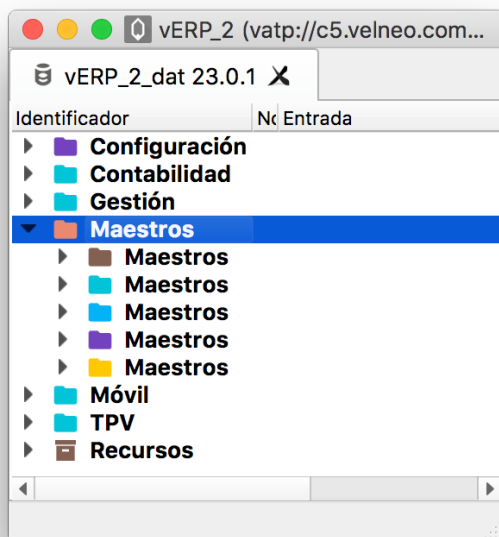 vERP_2 (vatp://c5.velneo.com...
vERP_2_dat 23.0.1
Identificador Nc Entrada
Configuración
Contabilidad
Gestión
Maestros
Maestros
Maestros
Maestros
Maestros
Maestros
Móvil
TPV
Recursos